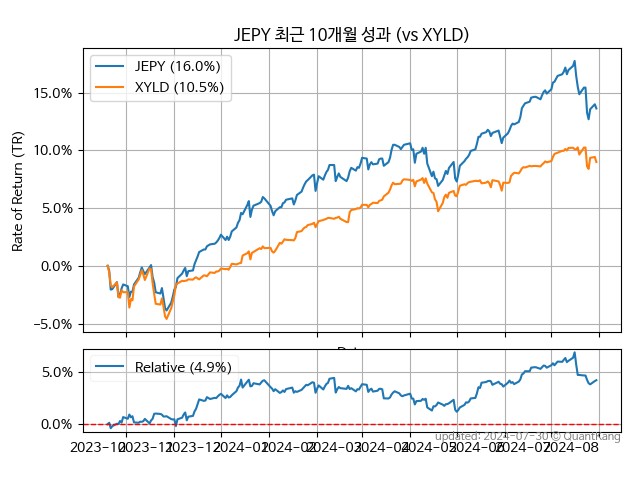 JEPY 최근 10개월 성과 (vs XYLD)
JEPY (16.0%)
XYLD (10.5%)
Rate of Return (TR)
15.0%
10.0%
5.0%
0.0%
−5.0%
Relative (4.9%)
5.0%
0.0%
2023-10 2023-11 2023-12 2024-01 2024-02 2024-03 2024-04 2024-05 2024-06 2024-07 2024-08
updated: 2024-07-30 © QuantKang